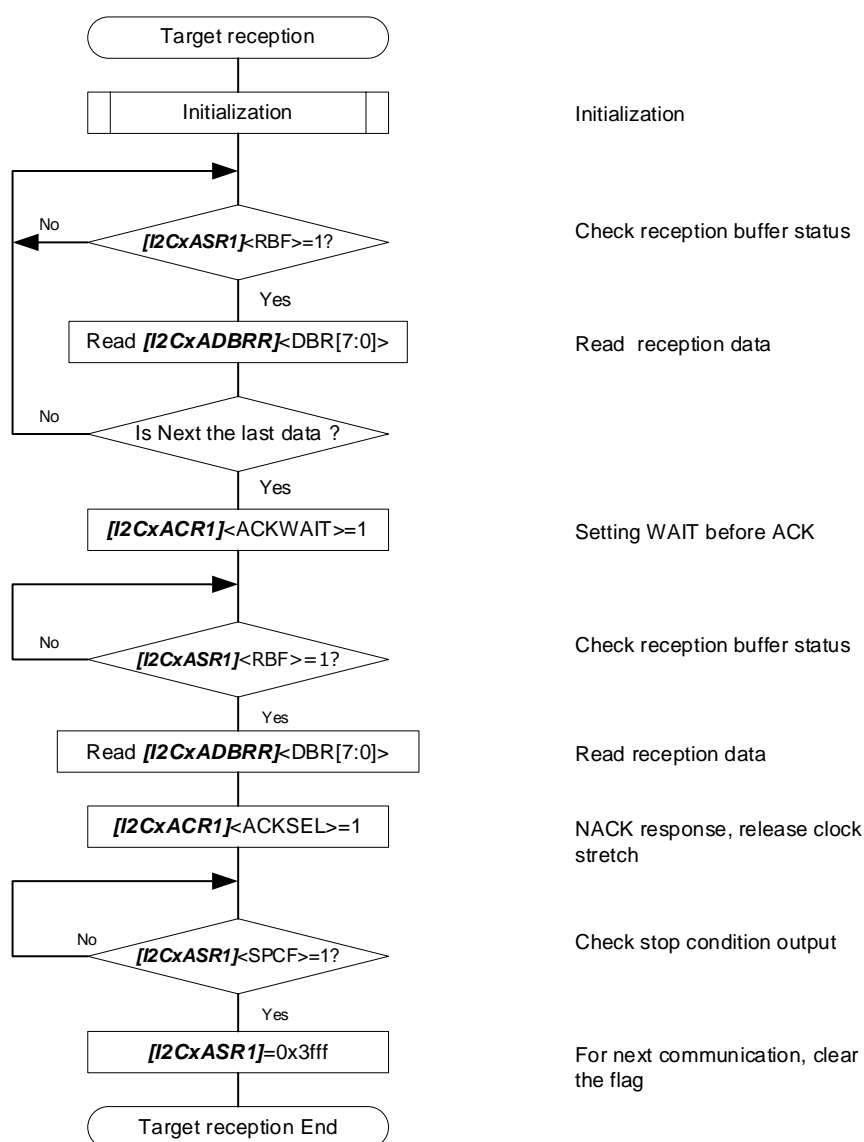 Target reception
Initialization
Initialization
No
[I2CxASR1]<RBF>=1?
Check reception buffer status
Yes
Read [I2CxADBRR]<DBR[7:0]>
Read reception data
No
Is Next the last data ?
Yes
[I2CxACR1]<ACKWAIT>=1
Setting WAIT before ACK
No
[I2CxASR1]<RBF>=1?
Check reception buffer status
Yes
Read [I2CxADBRR]<DBR[7:0]>
Read reception data
[I2CxACR1]<ACKSEL>=1
NACK response, release clock
stretch
No
[I2CxASR1]<SPCF>=1?
Check stop condition output
Yes
[I2CxASR1]=0x3fff
For next communication, clear
the flag
Target reception End